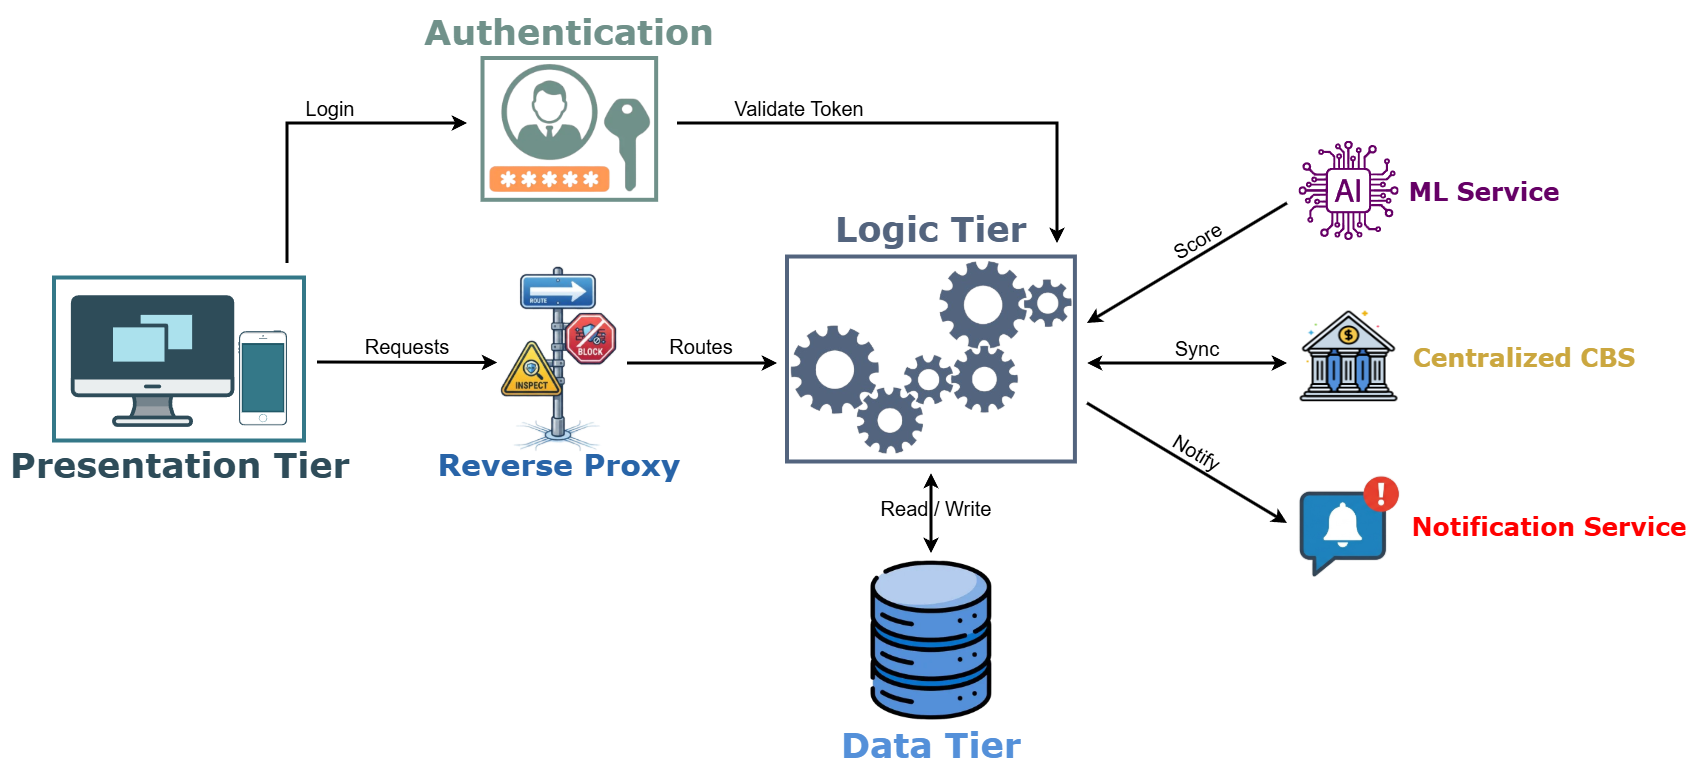 Authentication
Login
*****
Validate Token
AI
ML Service
Logic Tier
Score
ROUTE
BLOCK
INSPECT
Requests
Routes
Sync
$
Centralized CBS
Presentation Tier
Reverse Proxy
Notify
Read / Write
!
Notification Service
Data Tier